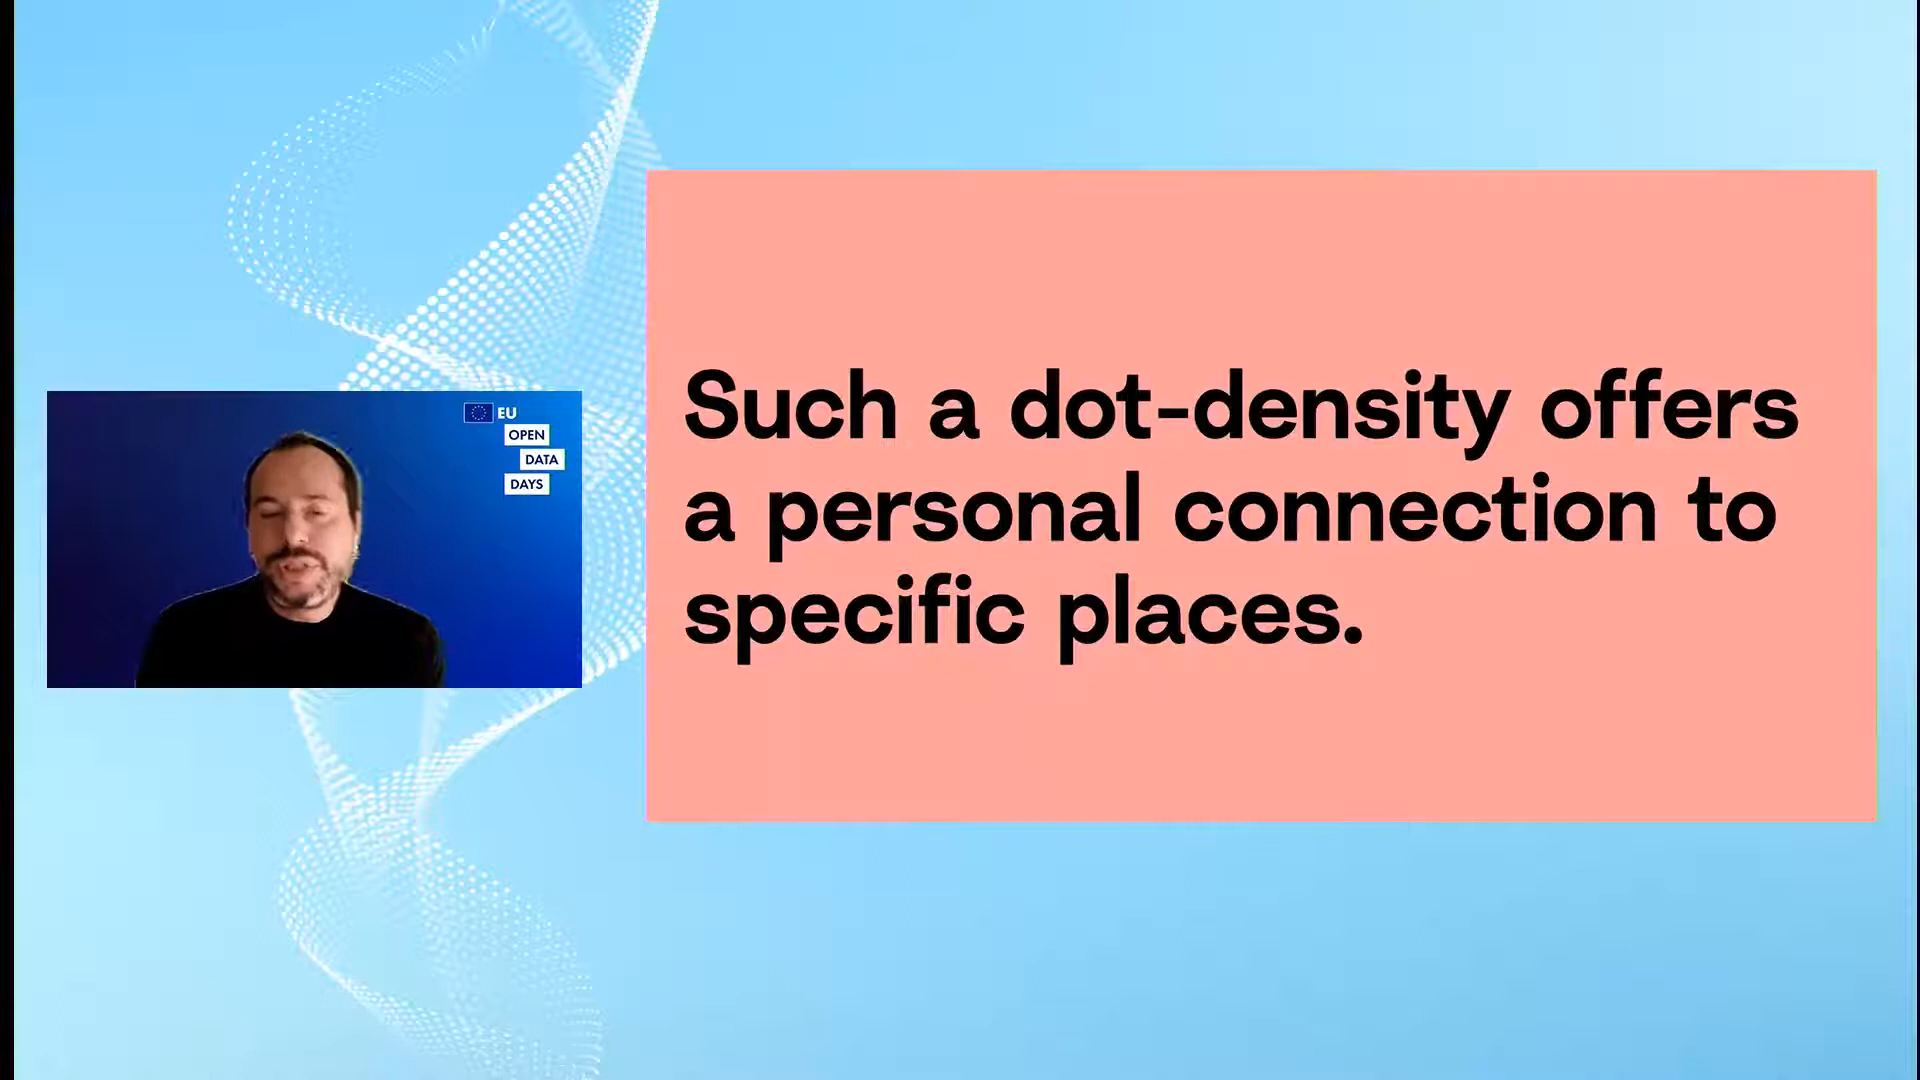 EU
OPEN
DATA
DAYS
Such a dot-density offers
a personal connection to
specific places.